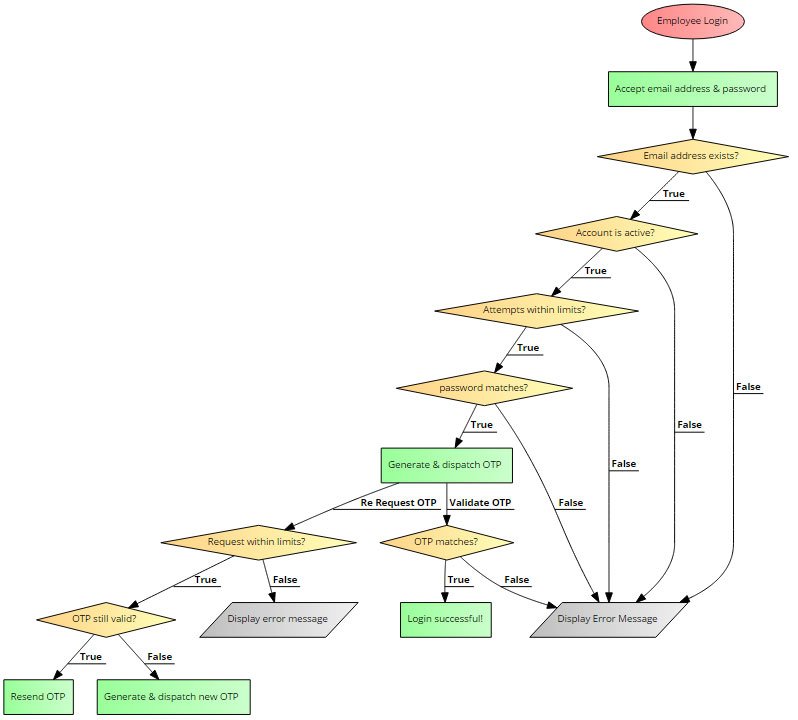 Employee Login
Accept email address & password
Email address exists?
True
Account is active?
True
Attempts within limits?
True
password matches?
False
True
False
Generate & dispatch OTP
False
Re Request OTP
Validate OTP
False
Request within limits?
OTP matches?
True
False
True
False
OTP still valid?
Display error message
Login successful!
Display Error Message
True
False
Resend OTP
Generate & dispatch new OTP